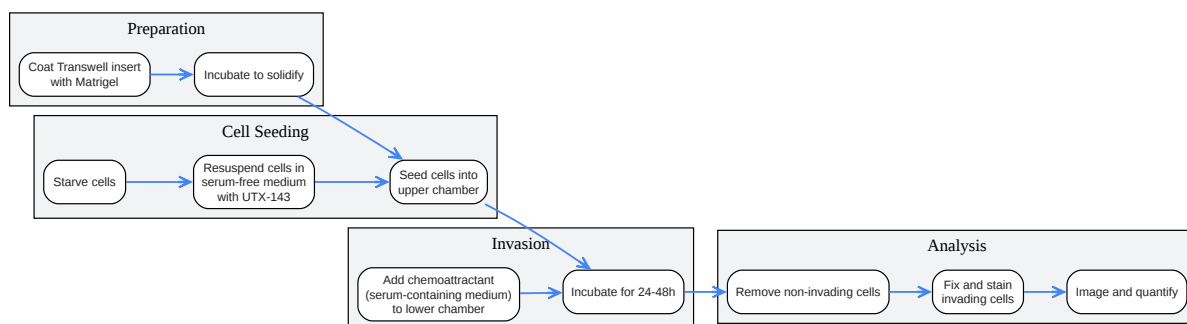 Preparation
Coat Transwell insert
with Matrigel
Incubate to solidify
Cell Seeding
Starve cells
Resuspend cells in
serum-free medium
with UTX-143
Seed cells into
upper chamber
Invasion
Add chemoattractant
(serum-containing medium)
to lower chamber
Incubate for 24-48h
Analysis
Remove non-invading cells
Fix and stain
invading cells
Image and quantify